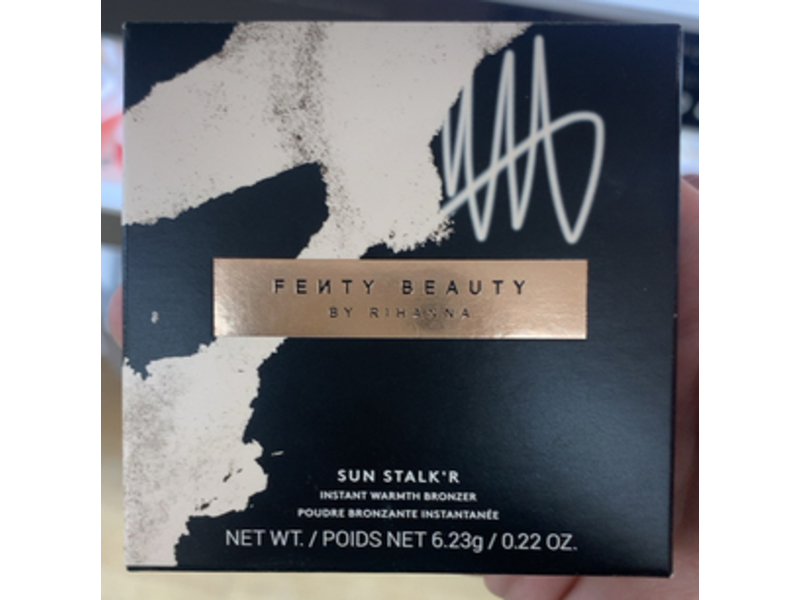 FEИTY BEAUTY
BY RIHANNA
SUN STALK'R
INSTANT WARMTH BRONZER
POUDRE BRONZANTE INSTANTANÉE
NET WT. / POIDS NET 6.23g / 0.22 OZ.